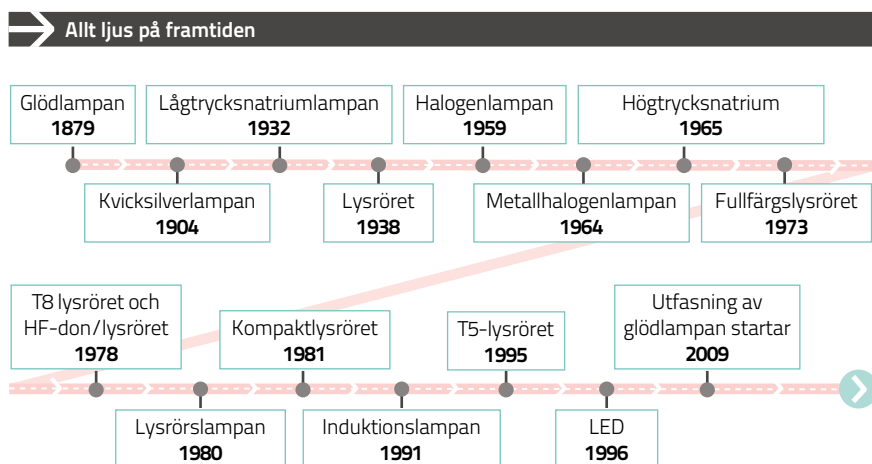 Allt ljus på framtiden
Glödlampan
1879
Kvicksilverlampan
1904
Lågtrycksnatriumlampan
1932
Lysröret
1938
Halogenlampan
1959
Metallhalogenlampan
1964
Högtrycksnatrium
1965
Fullfärgslysröret
1973
T8 lysröret och
HF-don/lysröret
1978
Lysrörslampan
1980
Kompaktlysröret
1981
Induktionslampan
1991
T5-lysröret
1995
LED
1996
Utfasning av
glödlampan startar
2009